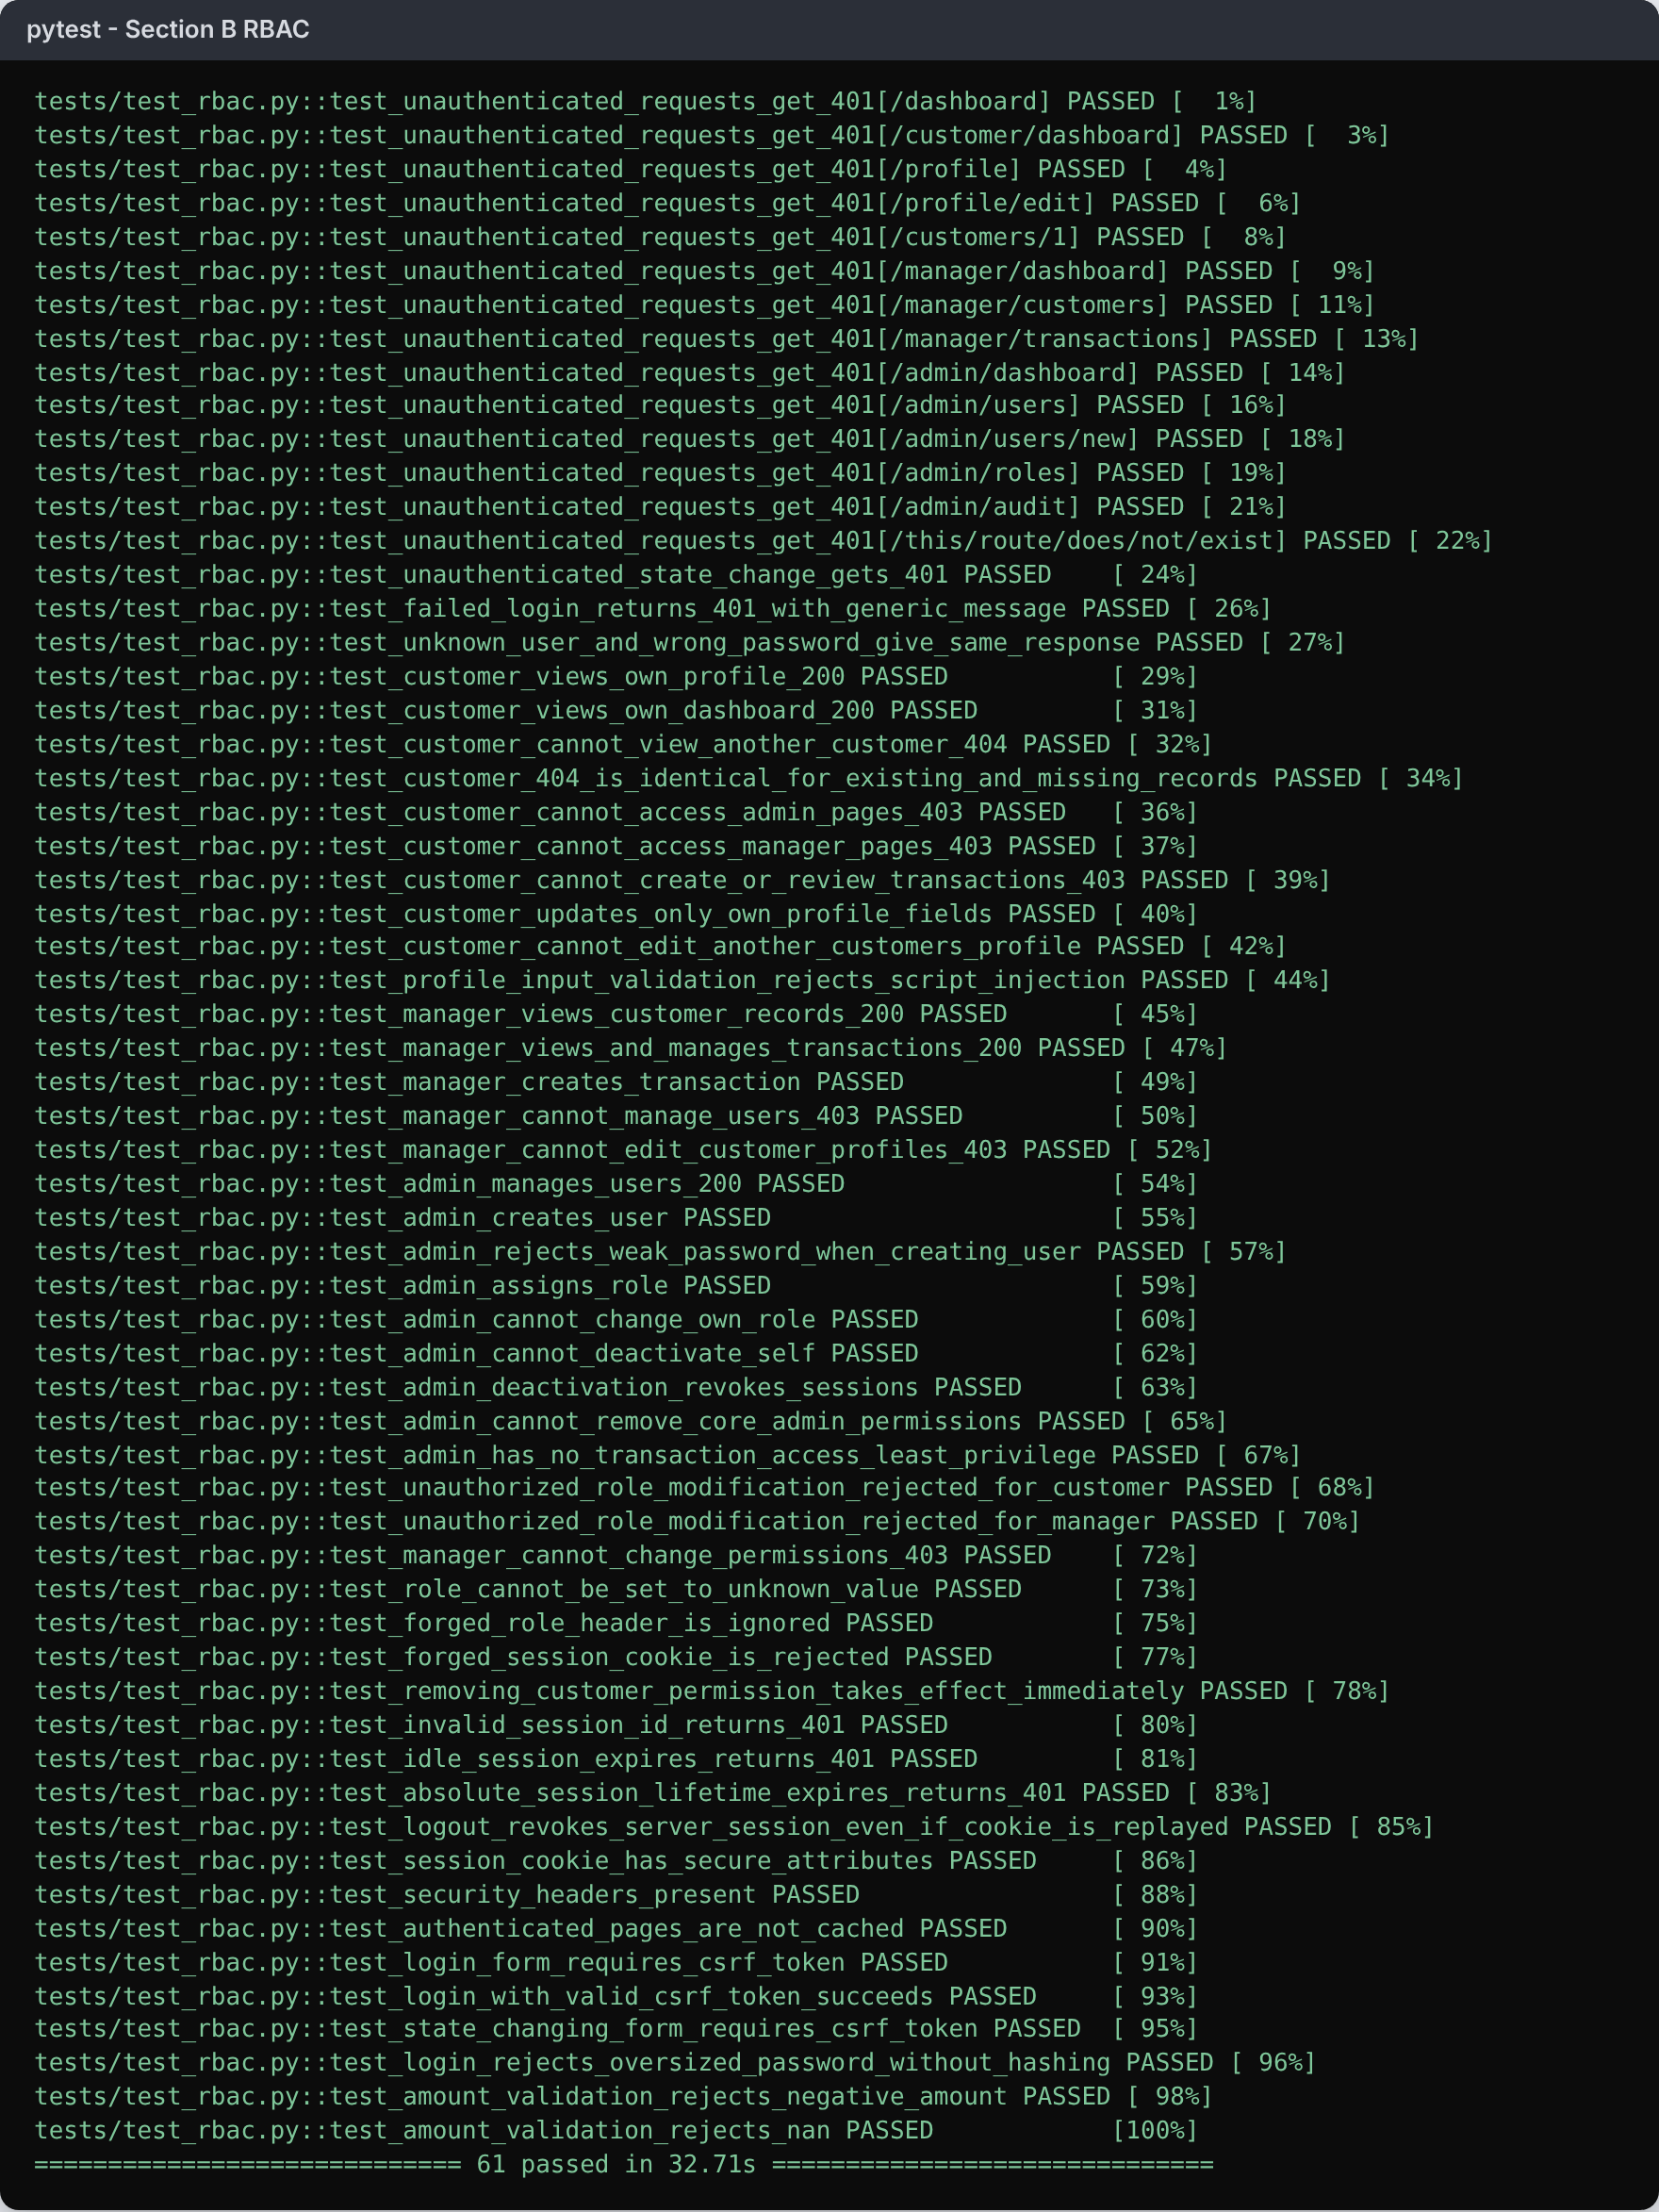 pytest - Section B RBAC
tests/test_rbac.py::test_unauthenticated_requests_get_401[/dashboard] PASSED [  1%]
tests/test_rbac.py::test_unauthenticated_requests_get_401[/customer/dashboard] PASSED [  3%]
tests/test_rbac.py::test_unauthenticated_requests_get_401[/profile] PASSED [  4%]
tests/test_rbac.py::test_unauthenticated_requests_get_401[/profile/edit] PASSED [  6%]
tests/test_rbac.py::test_unauthenticated_requests_get_401[/customers/1] PASSED [  8%]
tests/test_rbac.py::test_unauthenticated_requests_get_401[/manager/dashboard] PASSED [  9%]
tests/test_rbac.py::test_unauthenticated_requests_get_401[/manager/customers] PASSED [ 11%]
tests/test_rbac.py::test_unauthenticated_requests_get_401[/manager/transactions] PASSED [ 13%]
tests/test_rbac.py::test_unauthenticated_requests_get_401[/admin/dashboard] PASSED [ 14%]
tests/test_rbac.py::test_unauthenticated_requests_get_401[/admin/users] PASSED [ 16%]
tests/test_rbac.py::test_unauthenticated_requests_get_401[/admin/users/new] PASSED [ 18%]
tests/test_rbac.py::test_unauthenticated_requests_get_401[/admin/roles] PASSED [ 19%]
tests/test_rbac.py::test_unauthenticated_requests_get_401[/admin/audit] PASSED [ 21%]
tests/test_rbac.py::test_unauthenticated_requests_get_401[/this/route/does/not/exist] PASSED [ 22%]
tests/test_rbac.py::test_unauthenticated_state_change_gets_401 PASSED    [ 24%]
tests/test_rbac.py::test_failed_login_returns_401_with_generic_message PASSED [ 26%]
tests/test_rbac.py::test_unknown_user_and_wrong_password_give_same_response PASSED [ 27%]
tests/test_rbac.py::test_customer_views_own_profile_200 PASSED           [ 29%]
tests/test_rbac.py::test_customer_views_own_dashboard_200 PASSED         [ 31%]
tests/test_rbac.py::test_customer_cannot_view_another_customer_404 PASSED [ 32%]
tests/test_rbac.py::test_customer_404_is_identical_for_existing_and_missing_records PASSED [ 34%]
tests/test_rbac.py::test_customer_cannot_access_admin_pages_403 PASSED   [ 36%]
tests/test_rbac.py::test_customer_cannot_access_manager_pages_403 PASSED [ 37%]
tests/test_rbac.py::test_customer_cannot_create_or_review_transactions_403 PASSED [ 39%]
tests/test_rbac.py::test_customer_updates_only_own_profile_fields PASSED [ 40%]
tests/test_rbac.py::test_customer_cannot_edit_another_customers_profile PASSED [ 42%]
tests/test_rbac.py::test_profile_input_validation_rejects_script_injection PASSED [ 44%]
tests/test_rbac.py::test_manager_views_customer_records_200 PASSED       [ 45%]
tests/test_rbac.py::test_manager_views_and_manages_transactions_200 PASSED [ 47%]
tests/test_rbac.py::test_manager_creates_transaction PASSED              [ 49%]
tests/test_rbac.py::test_manager_cannot_manage_users_403 PASSED          [ 50%]
tests/test_rbac.py::test_manager_cannot_edit_customer_profiles_403 PASSED [ 52%]
tests/test_rbac.py::test_admin_manages_users_200 PASSED                  [ 54%]
tests/test_rbac.py::test_admin_creates_user PASSED                       [ 55%]
tests/test_rbac.py::test_admin_rejects_weak_password_when_creating_user PASSED [ 57%]
tests/test_rbac.py::test_admin_assigns_role PASSED                       [ 59%]
tests/test_rbac.py::test_admin_cannot_change_own_role PASSED             [ 60%]
tests/test_rbac.py::test_admin_cannot_deactivate_self PASSED             [ 62%]
tests/test_rbac.py::test_admin_deactivation_revokes_sessions PASSED      [ 63%]
tests/test_rbac.py::test_admin_cannot_remove_core_admin_permissions PASSED [ 65%]
tests/test_rbac.py::test_admin_has_no_transaction_access_least_privilege PASSED [ 67%]
tests/test_rbac.py::test_unauthorized_role_modification_rejected_for_customer PASSED [ 68%]
tests/test_rbac.py::test_unauthorized_role_modification_rejected_for_manager PASSED [ 70%]
tests/test_rbac.py::test_manager_cannot_change_permissions_403 PASSED    [ 72%]
tests/test_rbac.py::test_role_cannot_be_set_to_unknown_value PASSED      [ 73%]
tests/test_rbac.py::test_forged_role_header_is_ignored PASSED            [ 75%]
tests/test_rbac.py::test_forged_session_cookie_is_rejected PASSED        [ 77%]
tests/test_rbac.py::test_removing_customer_permission_takes_effect_immediately PASSED [ 78%]
tests/test_rbac.py::test_invalid_session_id_returns_401 PASSED           [ 80%]
tests/test_rbac.py::test_idle_session_expires_returns_401 PASSED         [ 81%]
tests/test_rbac.py::test_absolute_session_lifetime_expires_returns_401 PASSED [ 83%]
tests/test_rbac.py::test_logout_revokes_server_session_even_if_cookie_is_replayed PASSED [ 85%]
tests/test_rbac.py::test_session_cookie_has_secure_attributes PASSED     [ 86%]
tests/test_rbac.py::test_security_headers_present PASSED                 [ 88%]
tests/test_rbac.py::test_authenticated_pages_are_not_cached PASSED       [ 90%]
tests/test_rbac.py::test_login_form_requires_csrf_token PASSED           [ 91%]
tests/test_rbac.py::test_login_with_valid_csrf_token_succeeds PASSED     [ 93%]
tests/test_rbac.py::test_state_changing_form_requires_csrf_token PASSED  [ 95%]
tests/test_rbac.py::test_login_rejects_oversized_password_without_hashing PASSED [ 96%]
tests/test_rbac.py::test_amount_validation_rejects_negative_amount PASSED [ 98%]
tests/test_rbac.py::test_amount_validation_rejects_nan PASSED            [100%]
============================= 61 passed in 32.71s ==============================